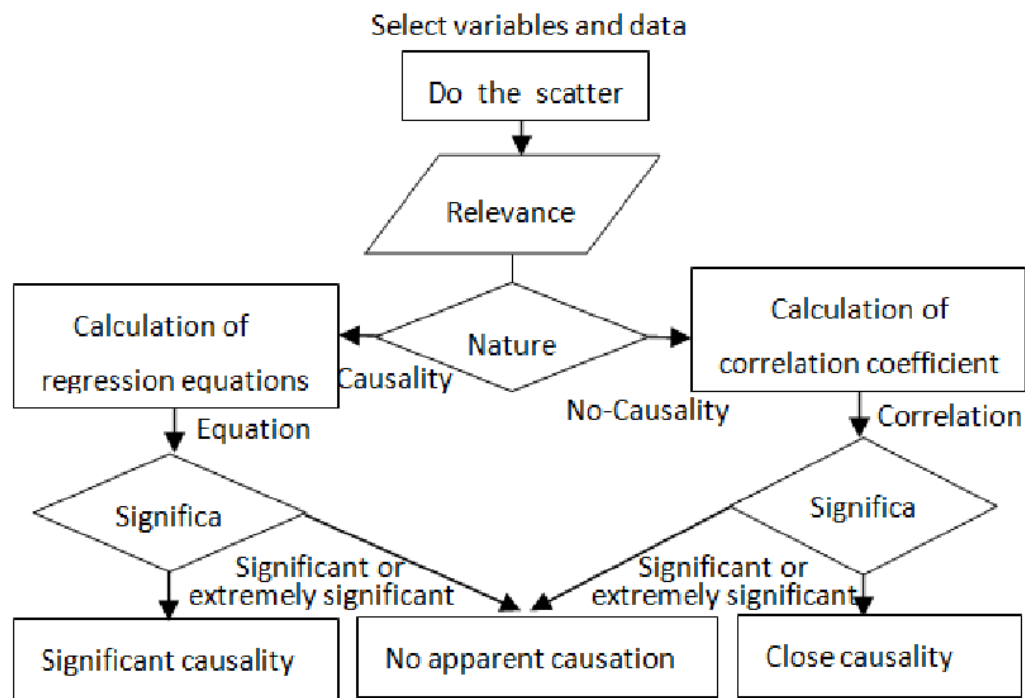 Select variables and data
Do the scatter
Relevance
Nature
Calculation of
regression equations
Causality
Calculation of
correlation coefficient
No-Causality
Equation
Correlation
Significa
Significa
Significant or
extremely significant
Significant or
extremely significant
Significant causality
No apparent causation
Close causality